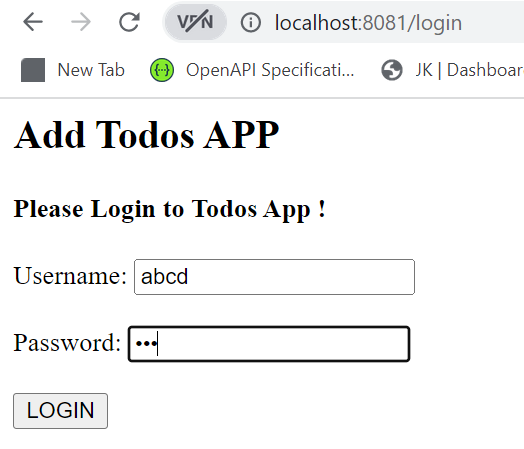 VPN localhost:8081/login
New Tab OpenAPI Specificati... JK | Dashboar
Add Todos APP
Please Login to Todos App !
Username: abcd
Password: •••
LOGIN